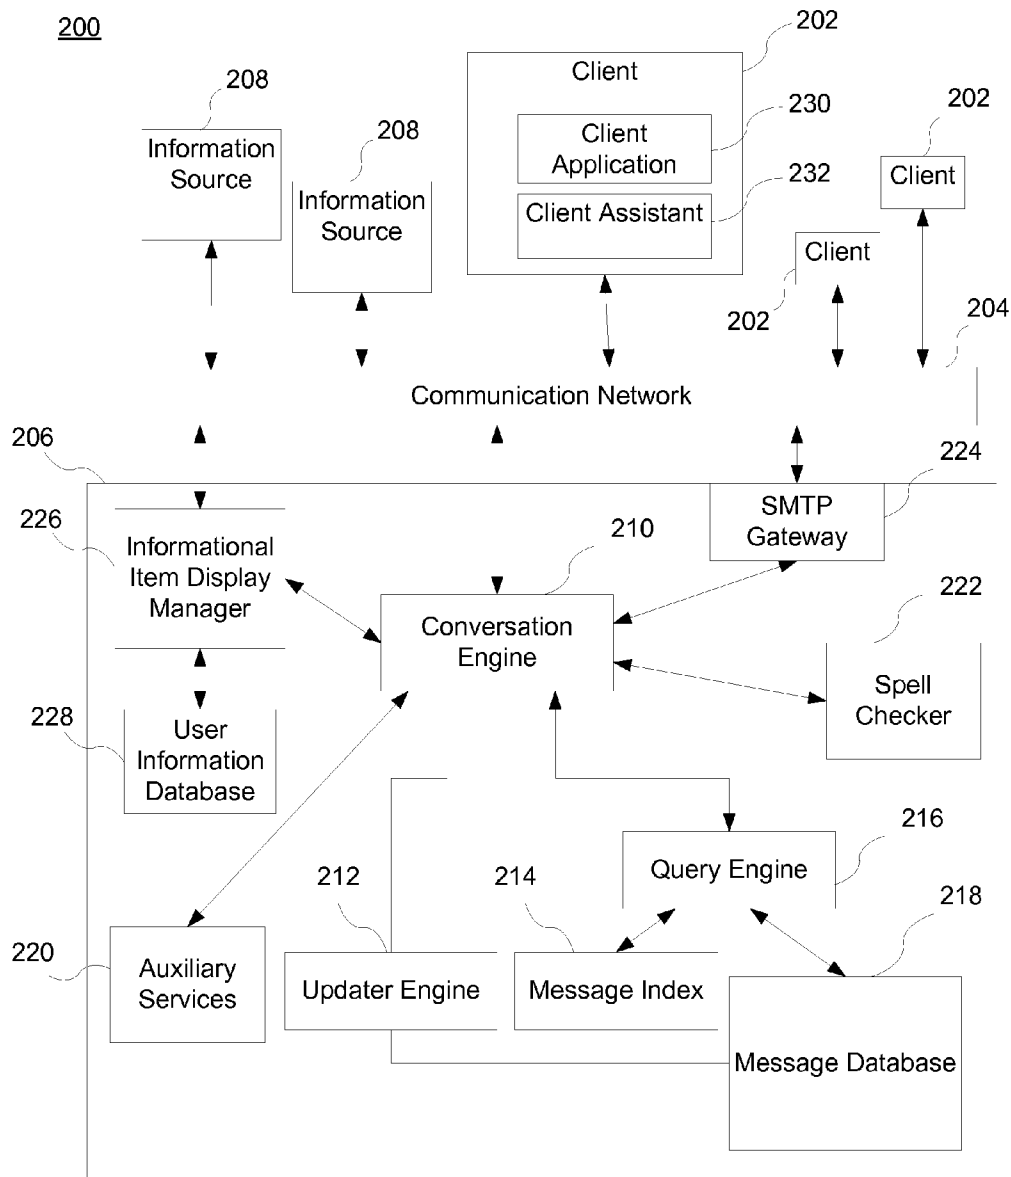 200
202
Client
208
Information
Source
208
Information
Source
230
Client
Application
232
Client Assistant
202
Client
Client
202
204
Communication Network
206
224
SMTP
Gateway
226
Informational
Item Display
Manager
210
Conversation
Engine
222
Spell
Checker
228
User
Information
Database
216
Query Engine
212
214
218
220
Auxiliary
Services
Updater Engine
Message Index
Message Database